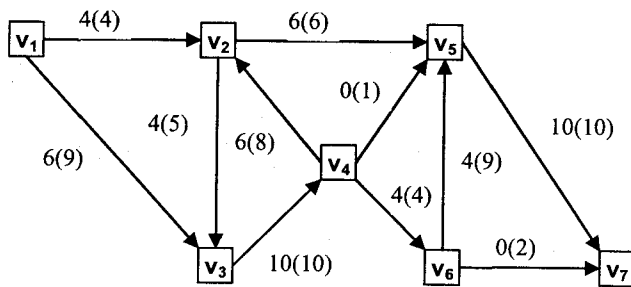 4(4)
6(6)
v₁
v₂
v₅
0(1)
4(5)
6(8)
10(10)
6(9)
v₄
4(9)
4(4)
0(2)
v₃
10(10)
v₆
v₇